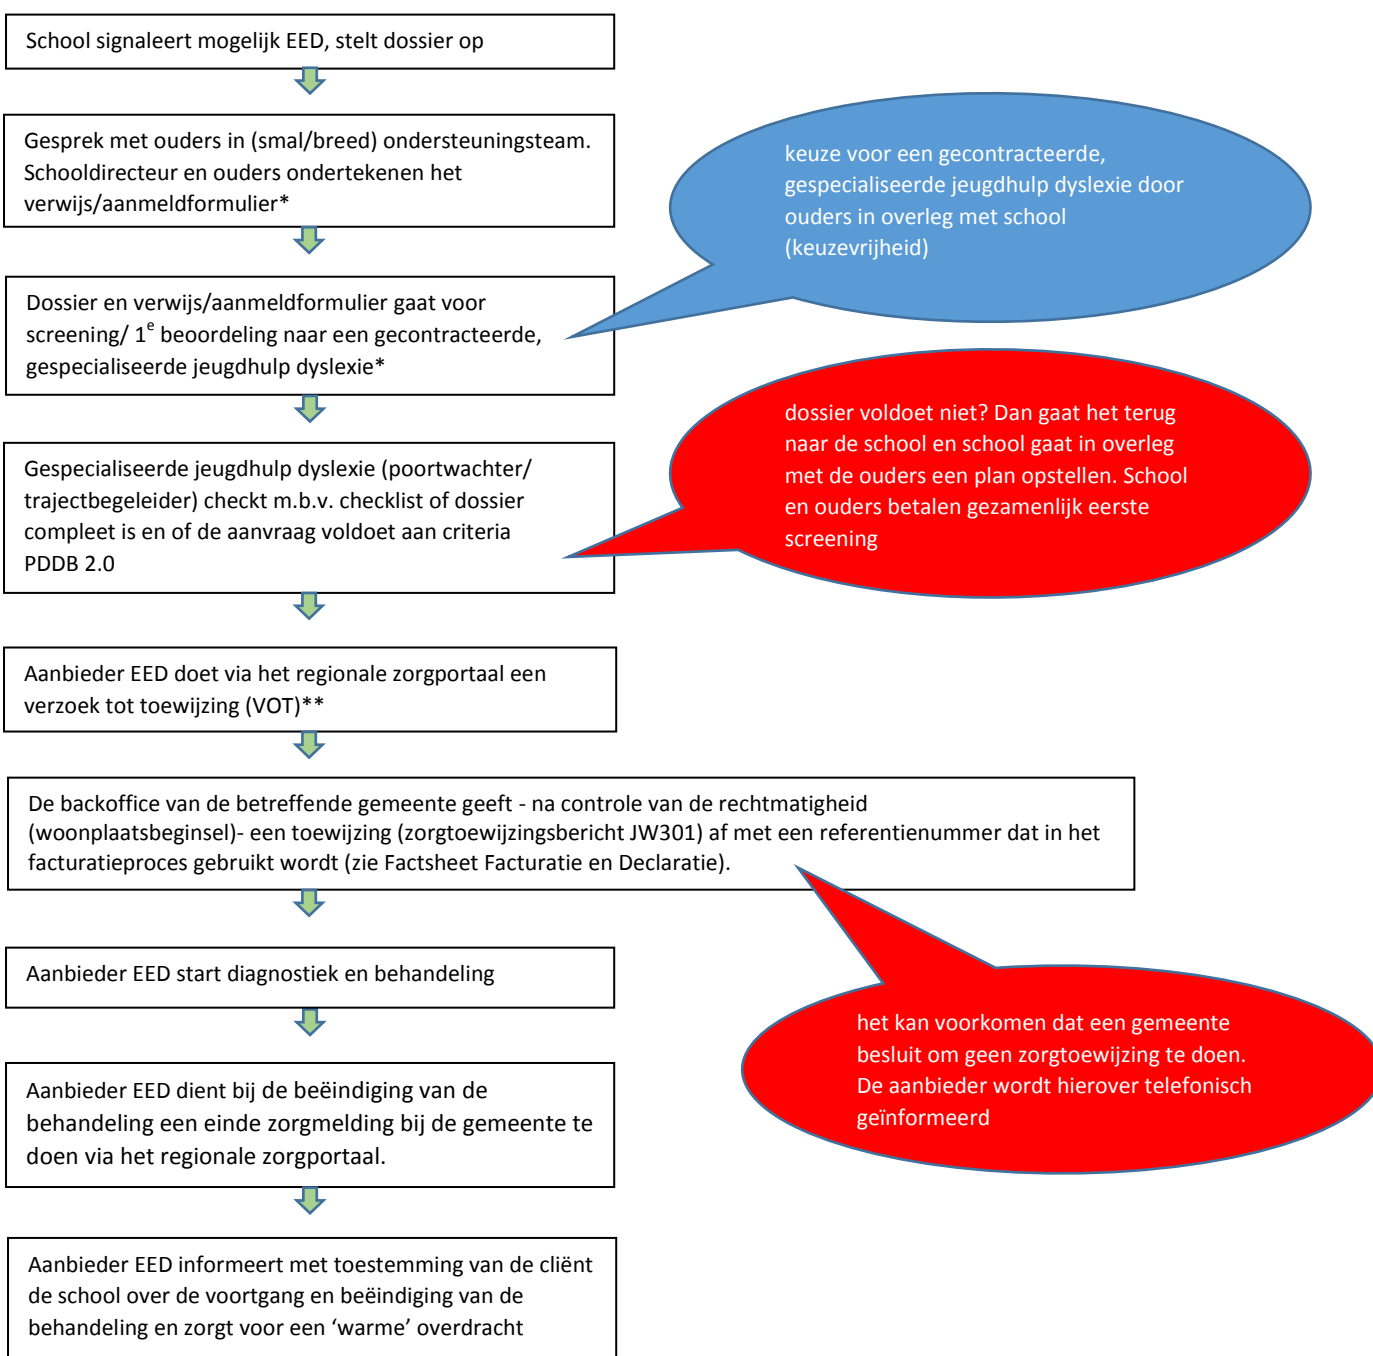 School signaleert mogelijk EED, stelt dossier op
Gesprek met ouders in (smal/breed) ondersteuningsteam.
Schooldirecteur en ouders ondertekenen het
verwijs/aanmeldformulier*
keuze voor een gecontracteerde,
gespecialiseerde jeugdhulp dyslexie door
ouders in overleg met school
(keuzevrijheid)
Dossier en verwijs/aanmeldformulier gaat voor
screening/ 1e beoordeling naar een gecontracteerde,
gespecialiseerde jeugdhulp dyslexie*
dossier voldoet niet? Dan gaat het terug
naar de school en school gaat in overleg
met de ouders een plan opstellen. School
en ouders betalen gezamenlijk eerste
screening
Gespecialiseerde jeugdhulp dyslexie (poortwachter/
trajectbegeleider) checkt m.b.v. checklist of dossier
compleet is en of de aanvraag voldoet aan criteria
PDDB 2.0
Aanbieder EED doet via het regionale zorgportaal een
verzoek tot toewijzing (VOT)**
De backoffice van de betreffende gemeente geeft - na controle van de rechtmatigheid
(woonplaatsbeginsel)- een toewijzing (zorgtoewijzingsbericht JW301) af met een referentienummer dat in het
facturatieproces gebruikt wordt (zie Factsheet Facturatie en Declaratie).
Aanbieder EED start diagnostiek en behandeling
het kan voorkomen dat een gemeente
besluit om geen zorgtoewijzing te doen.
De aanbieder wordt hierover telefonisch
geïnformeerd
Aanbieder EED dient bij de beëindiging van de
behandeling een einde zorgmelding bij de gemeente te
doen via het regionale zorgportaal.
Aanbieder EED informeert met toestemming van de cliënt
de school over de voortgang en beëindiging van de
behandeling en zorgt voor een ‘warme’ overdracht